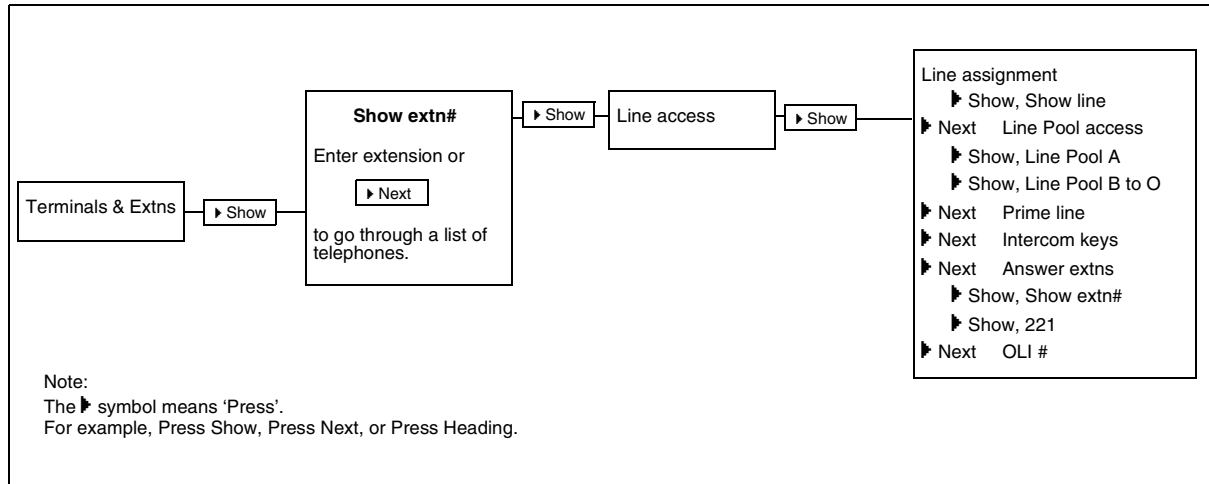 Terminals & Extns
▶ Show
Show extn#
Enter extension or
▶ Next
to go through a list of
telephones.
▶ Show
Line access
▶ Show
Line assignment
▶ Show, Show line
▶ Next Line Pool access
▶ Show, Line Pool A
▶ Show, Line Pool B to O
▶ Next Prime line
▶ Next Intercom keys
▶ Next Answer extns
▶ Show, Show extn#
▶ Show, 221
▶ Next OLI #
Note:
The ▶ symbol means ‘Press’.
For example, Press Show, Press Next, or Press Heading.